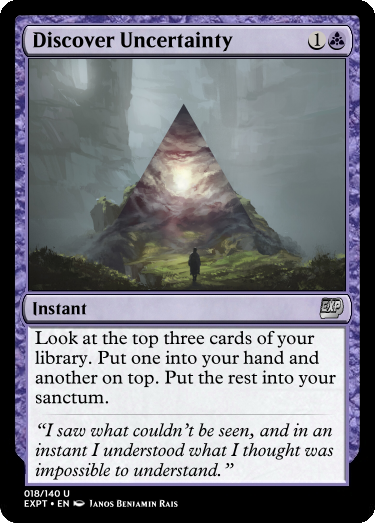 Discover Uncertainty 1
Instant
EXP
Look at the top three cards of your
library. Put one into your hand and
another on top. Put the rest into your
sanctum.
“I saw what couldn’t be seen, and in an
instant I understood what I thought was
impossible to understand.”
018/140 U
EXPT • EN Janos Benjamin Rais